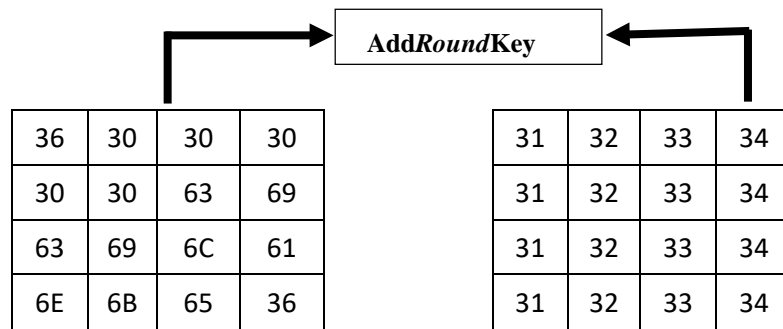 AddRoundKey
36 30 30 30 31 32 33 34
30 30 63 69 31 32 33 34
63 69 6C 61 31 32 33 34
6E 6B 65 36 31 32 33 34